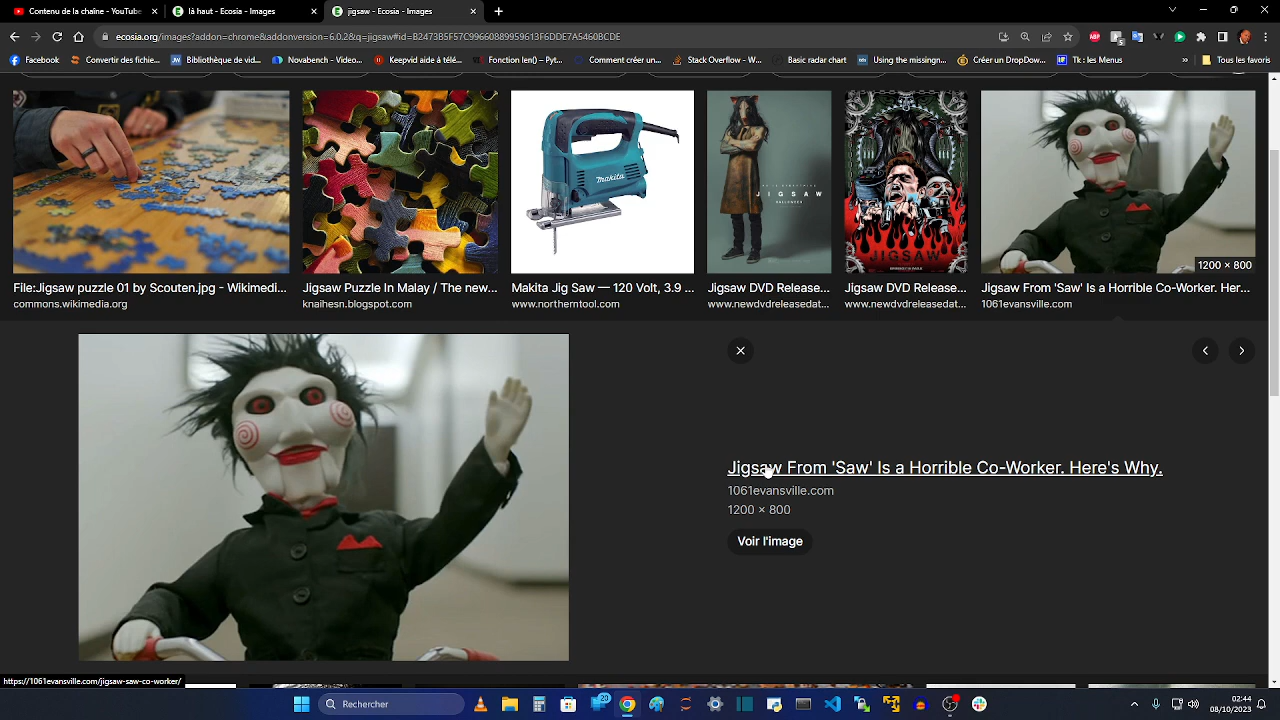 Contenu de la chaîne - YouTube
là haut - Ecosia - Images
jigsaw - Ecosia - Images
ecosia.org/images?addon=chrome&addonversion=6.0.2&q=jigsaw#id=B2473B5F57C99660889959613F6DDE7A5460BCDE
Facebook
Convertir des fichie...
Bibliothèque de vid...
Novabench - Video...
Keepvid aide à télé...
Fonction len() – Pyt...
Comment créer un...
Stack Overflow - W...
Basic radar chart
Using the missingn...
Créer un DropDow...
Tk : les Menus
»
Tous les favoris
makita
JIGSAW
HALLOWEEN
JIGSAW
1200 × 800
File:Jigsaw puzzle 01 by Scouten.jpg - Wikimedi...
commons.wikimedia.org
Jigsaw Puzzle In Malay / The new...
knaihesn.blogspot.com
Makita Jig Saw — 120 Volt, 3.9 ...
www.northerntool.com
Jigsaw DVD Release...
www.newdvdreleasedat...
Jigsaw DVD Release...
www.newdvdreleasedat...
Jigsaw From 'Saw' Is a Horrible Co-Worker. Her...
1061evansville.com
Jigsaw From 'Saw' Is a Horrible Co-Worker. Here's Why.
1061evansville.com
1200 × 800
Voir l'image
https://1061evansville.com/jigsaw-saw-co-worker/
Rechercher
20
02:44
08/10/2023